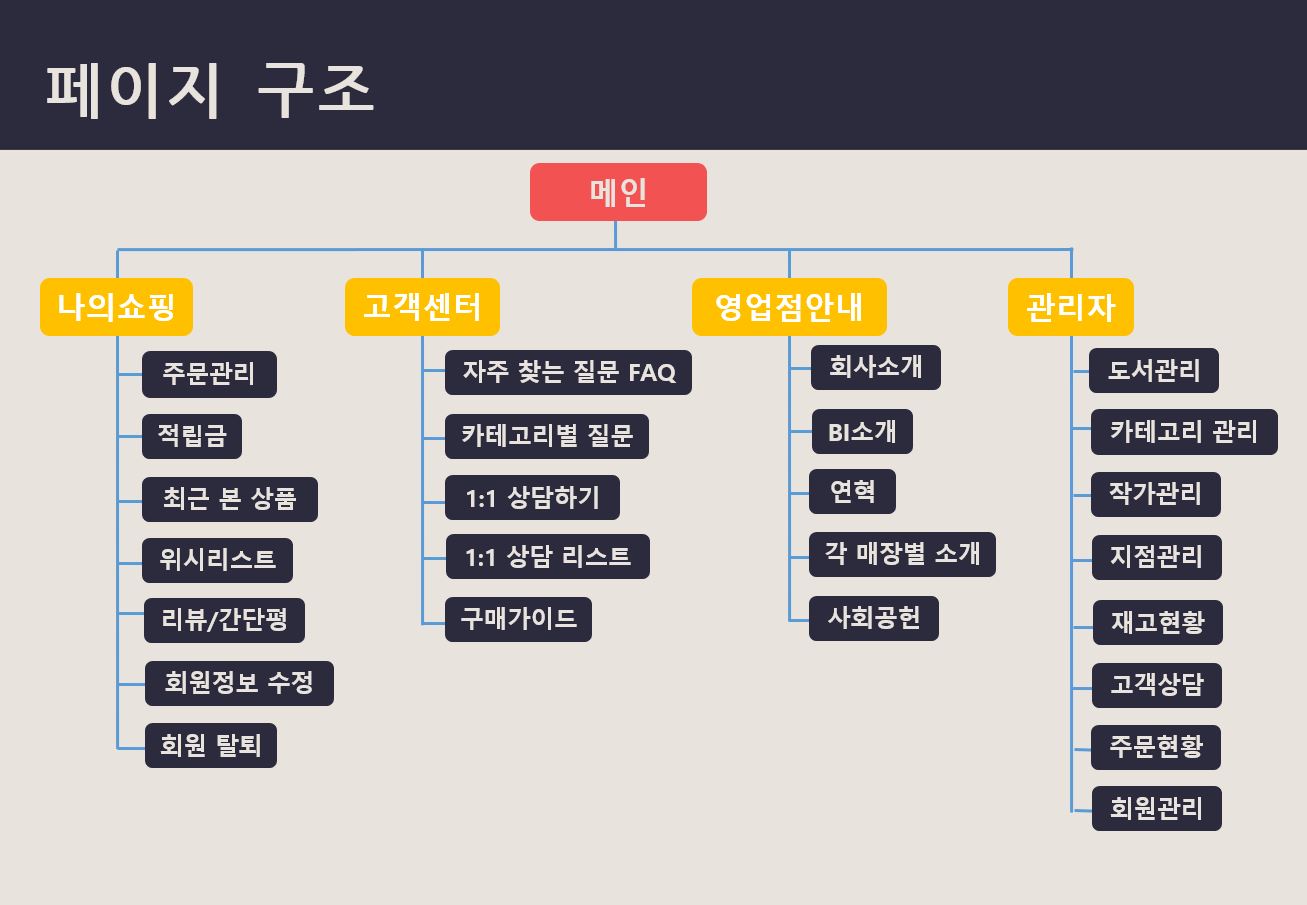 페이지 구조
메인
나의쇼핑
주문관리
적립금
최근 본 상품
위시리스트
리뷰/간단평
회원정보 수정
회원 탈퇴
고객센터
자주 찾는 질문 FAQ
카테고리별 질문
1:1 상담하기
1:1 상담 리스트
구매가이드
영업점안내
회사소개
BI소개
연혁
각 매장별 소개
사회공헌
관리자
도서관리
카테고리 관리
작가관리
지점관리
재고현황
고객상담
주문현황
회원관리